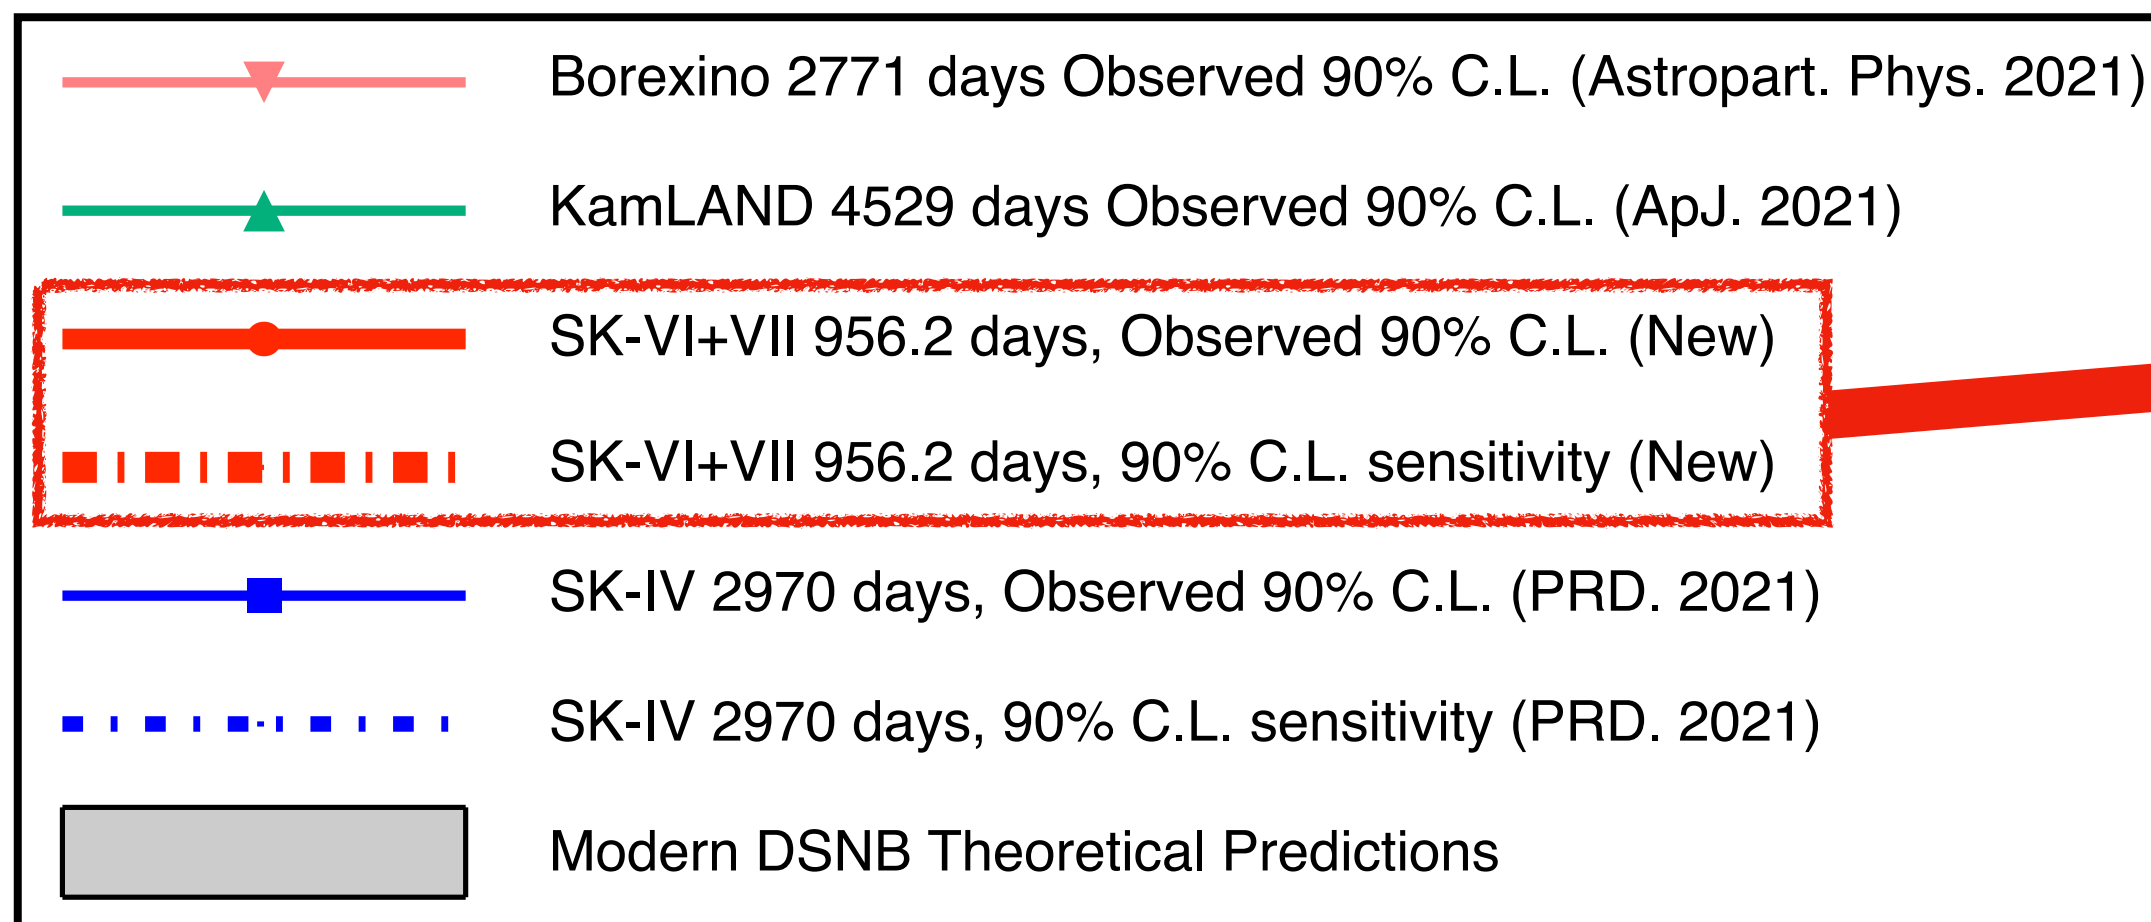 Borexino 2771 days Observed 90% C.L. (Astropart. Phys. 2021)
KamLAND 4529 days Observed 90% C.L. (ApJ. 2021)
SK-VI+VII 956.2 days, Observed 90% C.L. (New)
SK-VI+VII 956.2 days, 90% C.L. sensitivity (New)
SK-IV 2970 days, Observed 90% C.L. (PRD. 2021)
SK-IV 2970 days, 90% C.L. sensitivity (PRD. 2021)
Modern DSNB Theoretical Predictions